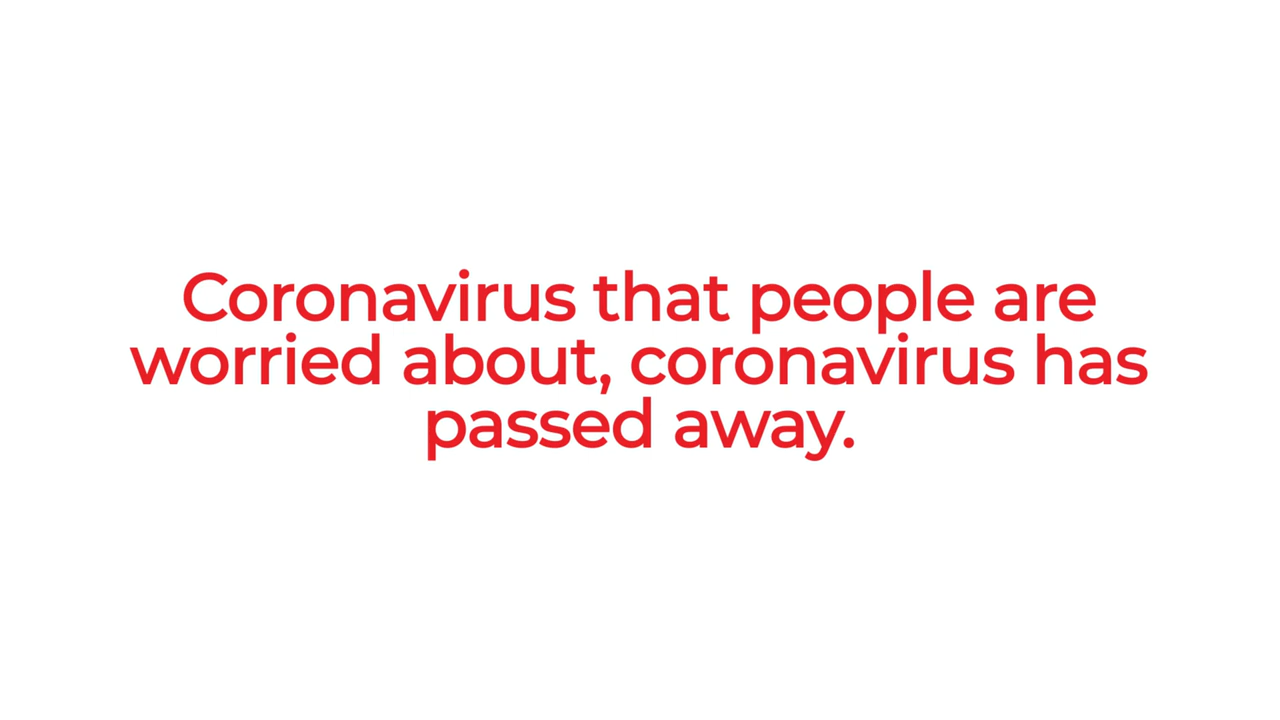 Coronavirus that people are
worried about, coronavirus has
passed away.